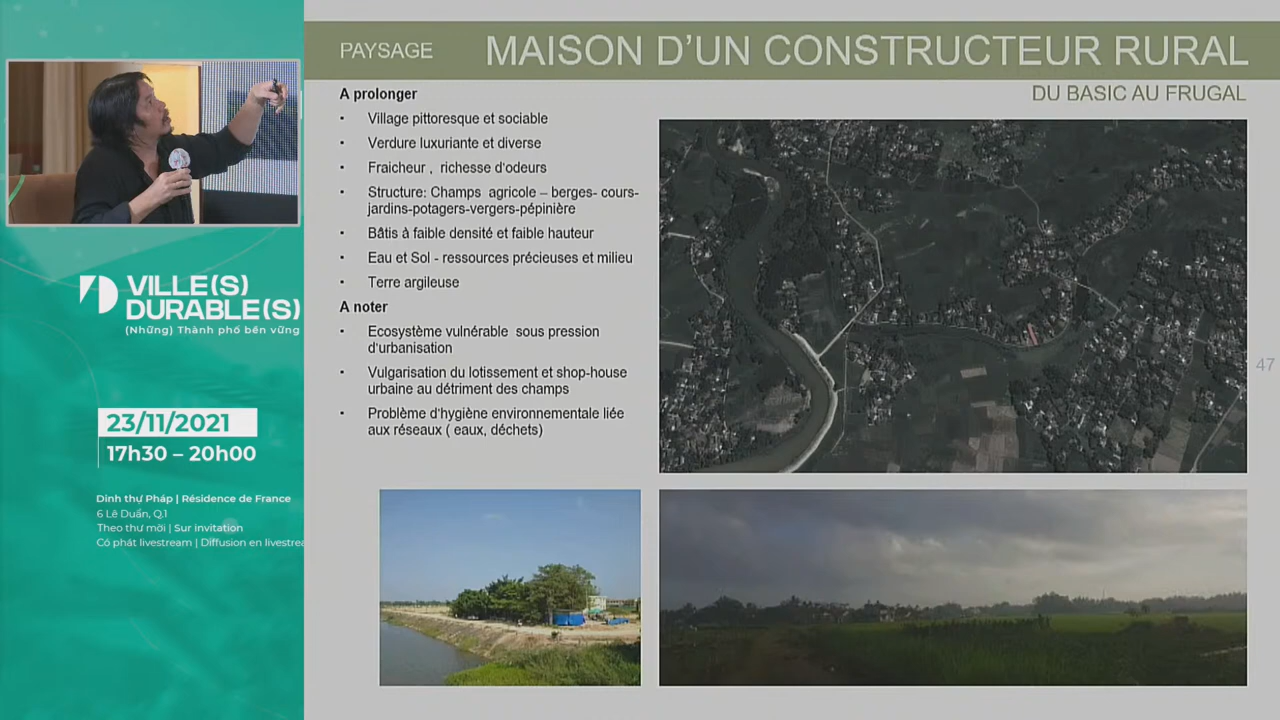 VILLE(S)
DURABLE(S)
(Những) Thành phố bền vững
23/11/2021
17h30 – 20h00
Dinh thự Pháp | Résidence de France
6 Lê Duẩn, Q.1
Theo thư mời | Sur invitation
Có phát livestream | Diffusion en livestrea
PAYSAGE
MAISON D'UN CONSTRUCTEUR RURAL
DU BASIC AU FRUGAL
A prolonger
• Village pittoresque et sociable
• Verdure luxuriante et diverse
• Fraicheur , richesse d'odeurs
• Structure: Champs agricole – berges- cours-
jardins-potagers-vergers-pépinière
• Bâtis à faible densité et faible hauteur
• Eau et Sol - ressources précieuses et milieu
• Terre argileuse
A noter
• Ecosystème vulnérable sous pression
d'urbanisation
• Vulgarisation du lotissement et shop-house
urbaine au détriment des champs
• Problème d'hygiène environnementale liée
aux réseaux ( eaux, déchets)
47